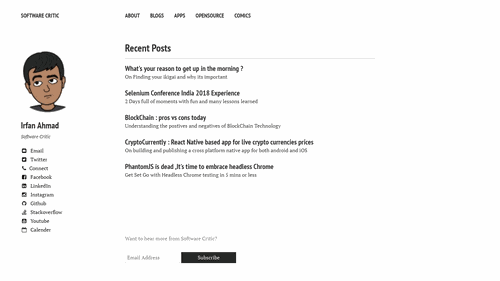 SOFTWARE CRITIC
ABOUT BLOGS APPS OPENSOURCE COMICS
Irfan Ahmad
Software Critic
Email
Twitter
Connect
Facebook
LinkedIn
Instagram
Github
Stackoverflow
Youtube
Calender
Recent Posts
What's your reason to get up in the morning ?
On Finding your ikigai and why its important
Selenium Conference India 2018 Experience
2 Days full of moments with fun and many lessons learned
BlockChain : pros vs cons today
Understanding the postives and negatives of BlockChain Technology
CryptoCurrently : React Native based app for live crypto currencies prices
On building and publishing a cross platform native app for both android and iOS
PhantomJS is dead ,It's time to embrace headless Chrome
Get Set Go with Headless Chrome testing in 5 mins or less
Want to hear more from Software Critic?
Email Address
Subscribe